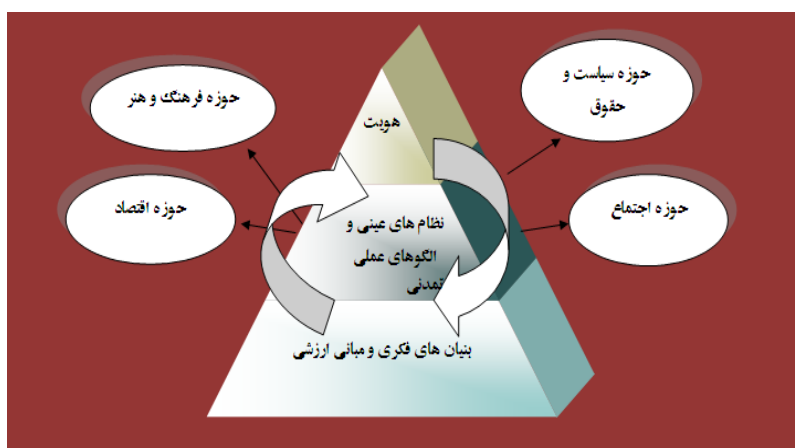 حوزه سیاست و
حقوق
حوزه فرهنگ و هنر
هویت
حوزه اجتماع
حوزه اقتصاد
نظام های عینی و
الگوهای عملی
تمدنی
بنیان های فکری و مبانی ارزشی